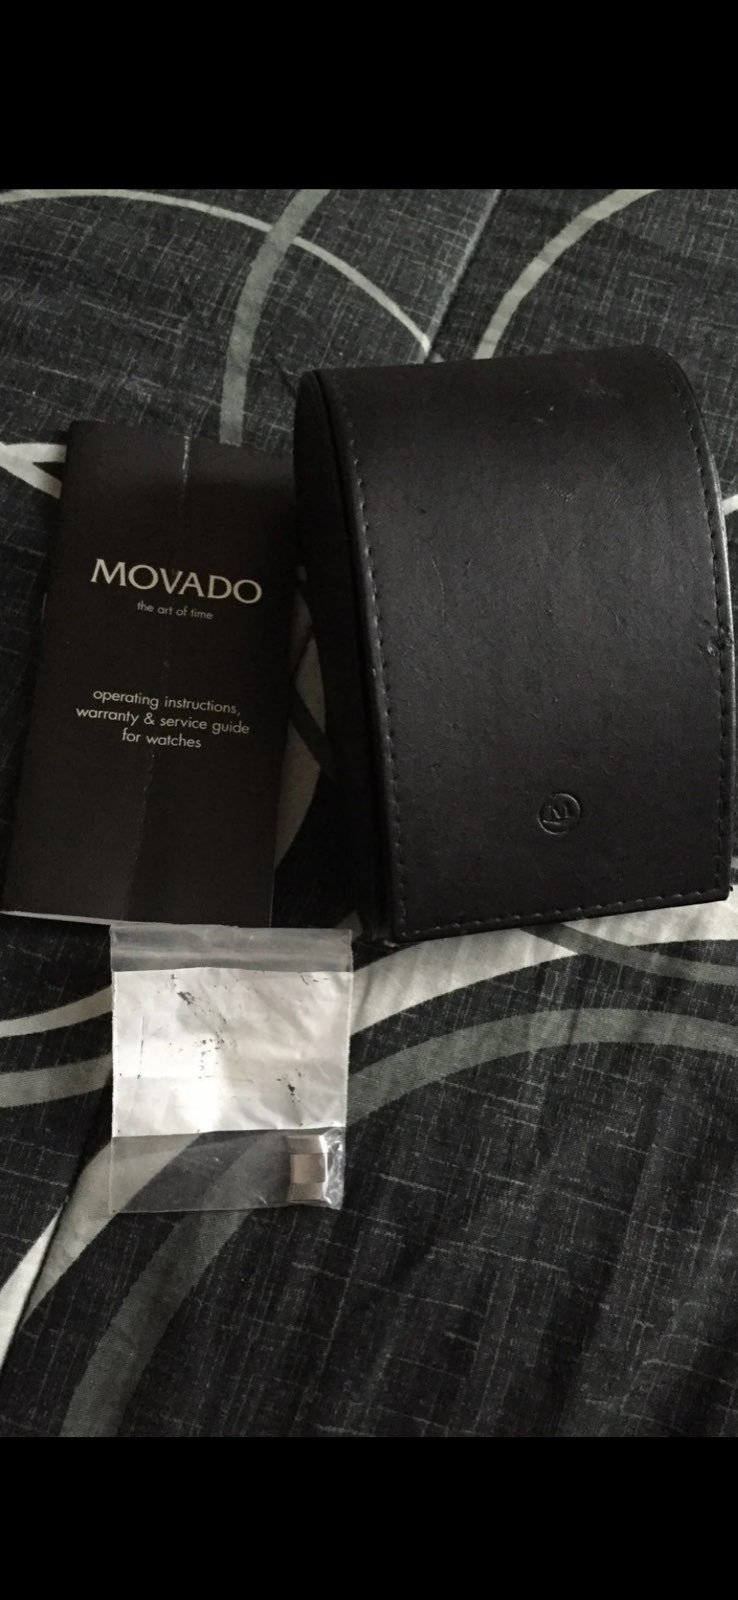 MOVADO
the art of time
operating instructions,
warranty & service guide
for watches